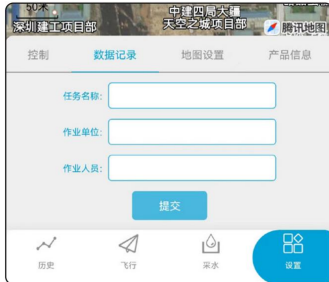 50米
中建四局大疆
深圳建工项目部
天空之城项目部
腾讯地图
控制
数据记录
地图设置
产品信息
任务名称:
作业单位:
作业人员:
提交
历史
飞行
采水
设置